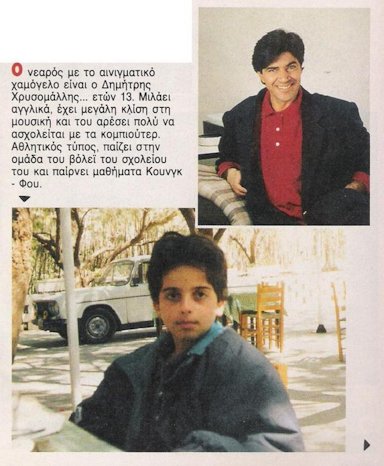 Ο νεαρός με το αινιγματικό
χαμόγελο είναι ο Δημήτρης
Χρυσομάλλης... ετών 13. Μιλάει
αγγλικά, έχει μεγάλη κλίση στη
μουσική και του αρέσει πολύ να
ασχολείται με τα κομπιούτερ.
Αθλητικός τύπος, παίζει στην
ομάδα του βόλεϊ του σχολείου
του και παίρνει μαθήματα Κουνγκ
- Φου.